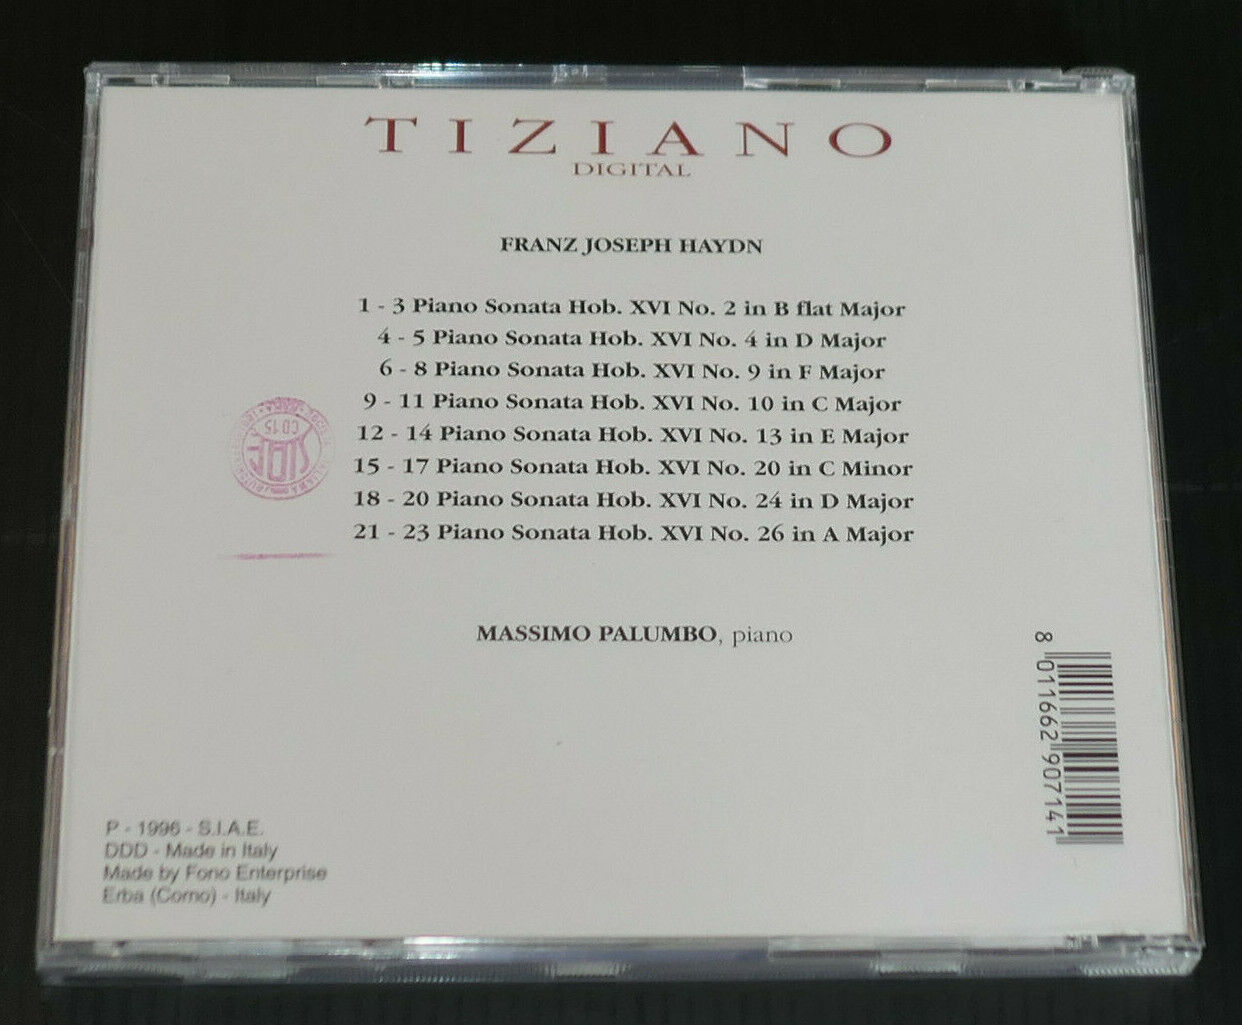 TIZIANO
DIGITAL
FRANZ JOSEPH HAYDN
1 - 3 Piano Sonata Hob. XVI No. 2 in B flat Major
4 - 5 Piano Sonata Hob. XVI No. 4 in D Major
6 - 8 Piano Sonata Hob. XVI No. 9 in F Major
9 - 11 Piano Sonata Hob. XVI No. 10 in C Major
12 - 14 Piano Sonata Hob. XVI No. 13 in E Major
15 - 17 Piano Sonata Hob. XVI No. 20 in C Minor
18 - 20 Piano Sonata Hob. XVI No. 24 in D Major
21 - 23 Piano Sonata Hob. XVI No. 26 in A Major
CD 15
SIAE
MASSIMO PALUMBO, piano
8 011662 907141
P - 1996 - S.I.A.E.
DDD - Made in Italy
Made by Fono Enterprise
Erba (Como) - Italy